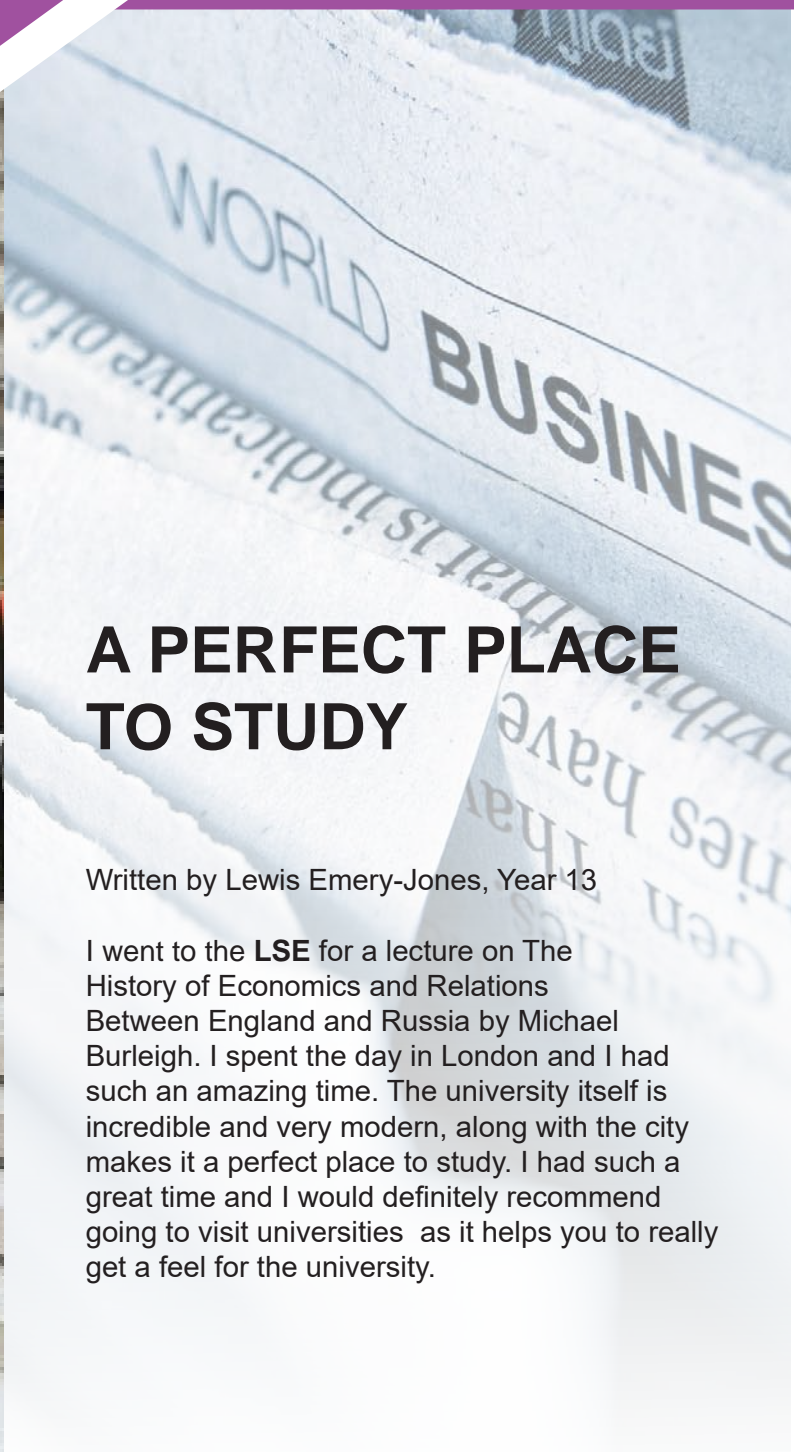 WORLD BUSINES
A PERFECT PLACE
TO STUDY
Written by Lewis Emery-Jones, Year 13
I went to the LSE for a lecture on The
History of Economics and Relations
Between England and Russia by Michael
Burleigh. I spent the day in London and I had
such an amazing time. The university itself is
incredible and very modern, along with the city
makes it a perfect place to study. I had such a
great time and I would definitely recommend
going to visit universities  as it helps you to really
get a feel for the university.